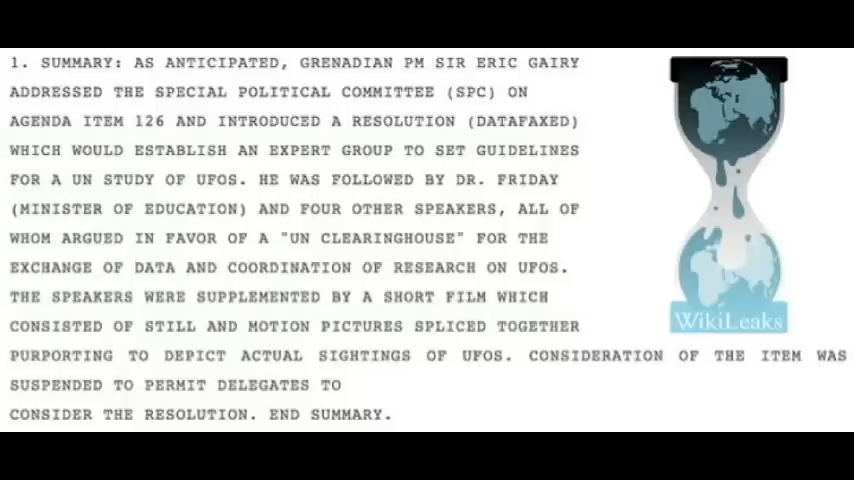 1. SUMMARY: AS ANTICIPATED, GRENADIAN PM SIR ERIC GAIRY
ADDRESSED THE SPECIAL POLITICAL COMMITTEE (SPC) ON
AGENDA ITEM 126 AND INTRODUCED A RESOLUTION (DATAFAXED)
WHICH WOULD ESTABLISH AN EXPERT GROUP TO SET GUIDELINES
FOR A UN STUDY OF UFOS. HE WAS FOLLOWED BY DR. FRIDAY
(MINISTER OF EDUCATION) AND FOUR OTHER SPEAKERS, ALL OF
WHOM ARGUED IN FAVOR OF A "UN CLEARINGHOUSE" FOR THE
EXCHANGE OF DATA AND COORDINATION OF RESEARCH ON UFOS.
THE SPEAKERS WERE SUPPLEMENTED BY A SHORT FILM WHICH
CONSISTED OF STILL AND MOTION PICTURES SPLICED TOGETHER
PURPORTING TO DEPICT ACTUAL SIGHTINGS OF UFOS. CONSIDERATION OF THE ITEM WAS
SUSPENDED TO PERMIT DELEGATES TO
CONSIDER THE RESOLUTION. END SUMMARY.
WikiLeaks